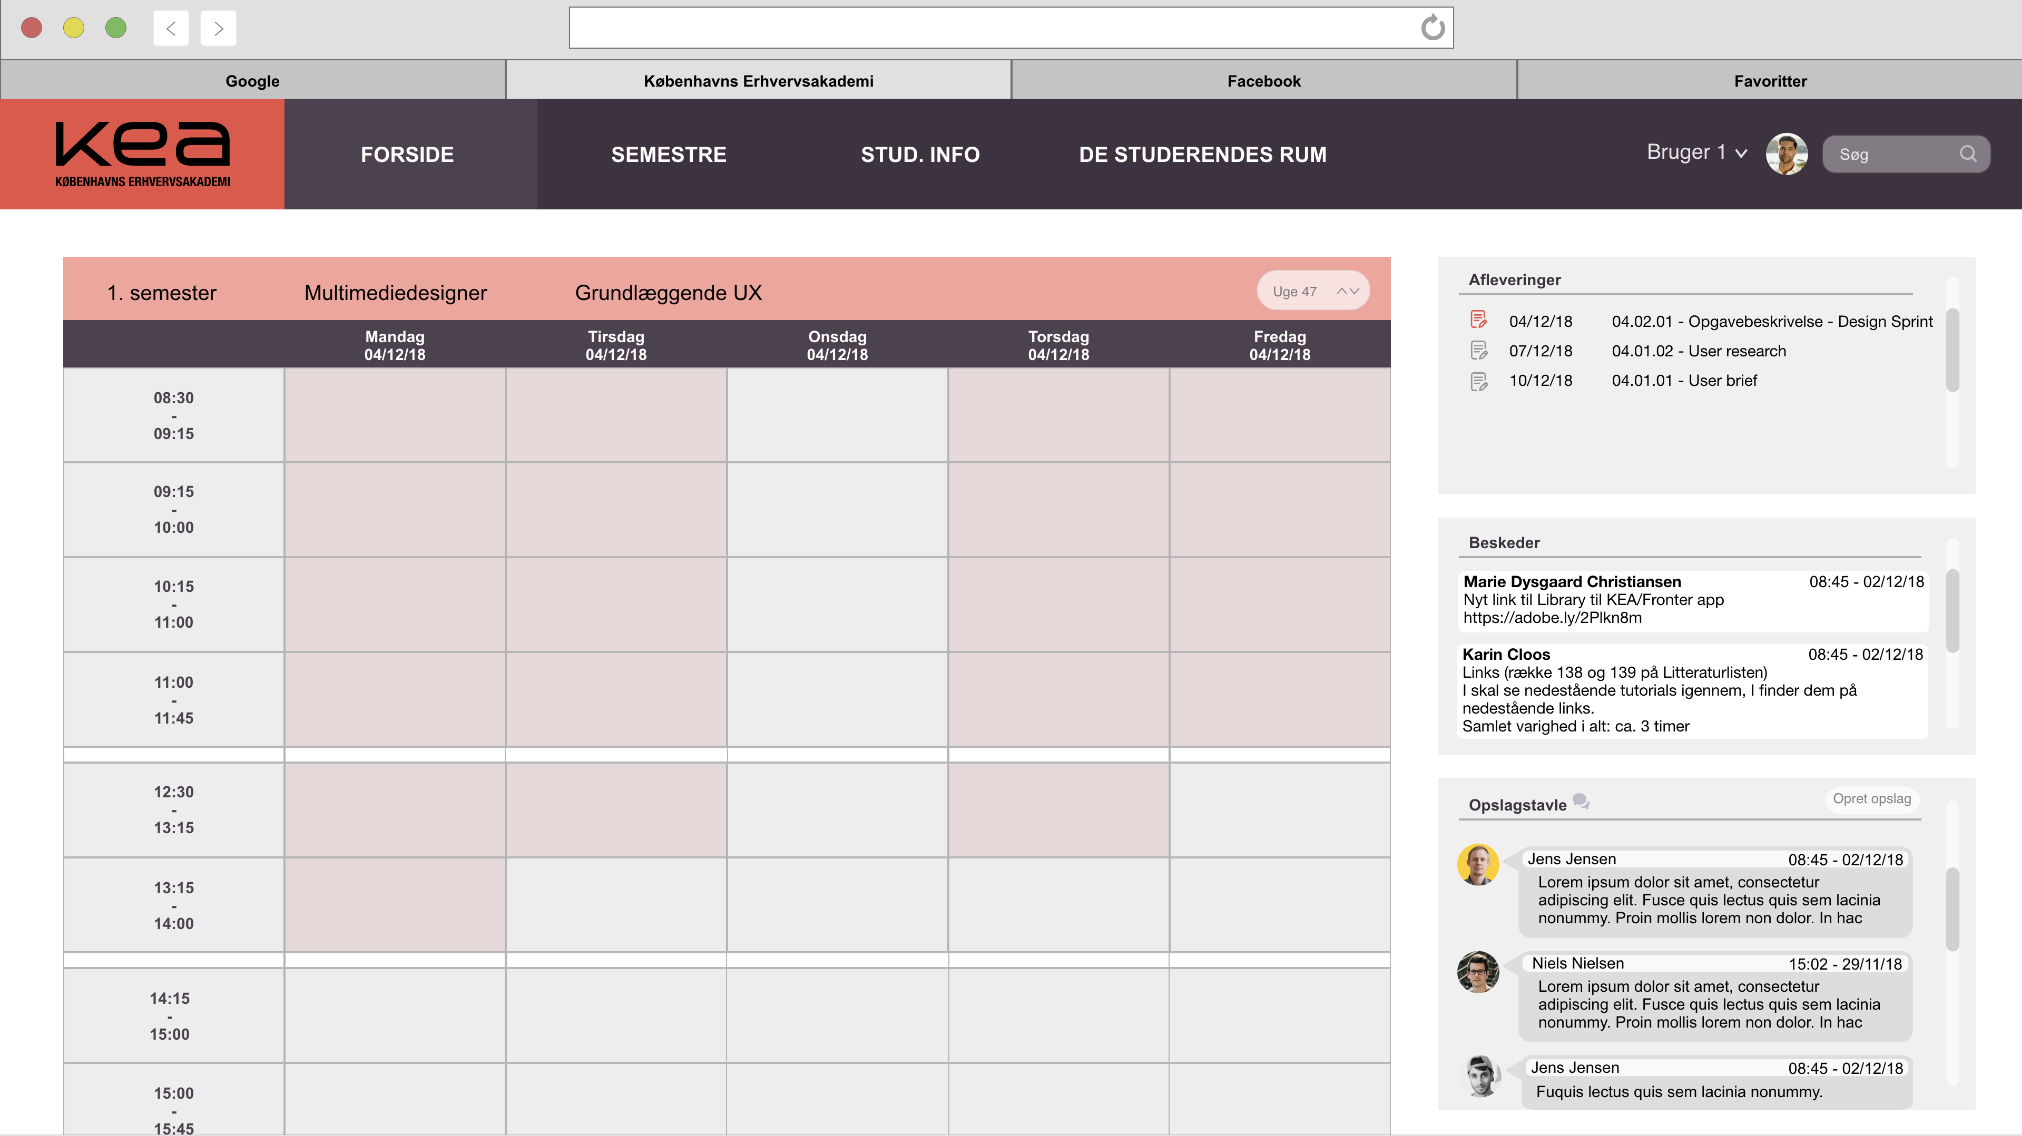 Google
Københavns Erhvervsakademi
Facebook
Favoritter
kea
KØBENHAVNS ERHVERVSAKADEMI
FORSIDE
SEMESTRE
STUD. INFO
DE STUDERENDES RUM
Bruger 1
Søg
1. semester
Multimediedesigner
Grundlæggende UX
Uge 47
Mandag
04/12/18
Tirsdag
04/12/18
Onsdag
04/12/18
Torsdag
04/12/18
Fredag
04/12/18
08:30
-
09:15
09:15
-
10:00
10:15
-
11:00
11:00
-
11:45
12:30
-
13:15
13:15
-
14:00
14:15
-
15:00
15:00
-
15:45
Afleveringer
04/12/18 04.02.01 - Opgavebeskrivelse - Design Sprint
07/12/18 04.01.02 - User research
10/12/18 04.01.01 - User brief
Beskeder
Marie Dysgaard Christiansen 08:45 - 02/12/18
Nyt link til Library til KEA/Fronter app
https://adobe.ly/2Plkn8m
Karin Cloos 08:45 - 02/12/18
Links (række 138 og 139 på Litteraturlisten)
I skal se nedestående tutorials igennem, I finder dem på
nedestående links.
Samlet varighed i alt: ca. 3 timer
Opslagstavle
Opret opslag
Jens Jensen 08:45 - 02/12/18
Lorem ipsum dolor sit amet, consectetur
adipiscing elit. Fusce quis lectus quis sem lacinia
nonummy. Proin mollis lorem non dolor. In hac
Niels Nielsen 15:02 - 29/11/18
Lorem ipsum dolor sit amet, consectetur
adipiscing elit. Fusce quis lectus quis sem lacinia
nonummy. Proin mollis lorem non dolor. In hac
Jens Jensen 08:45 - 02/12/18
Fuquis lectus quis sem lacinia nonummy.